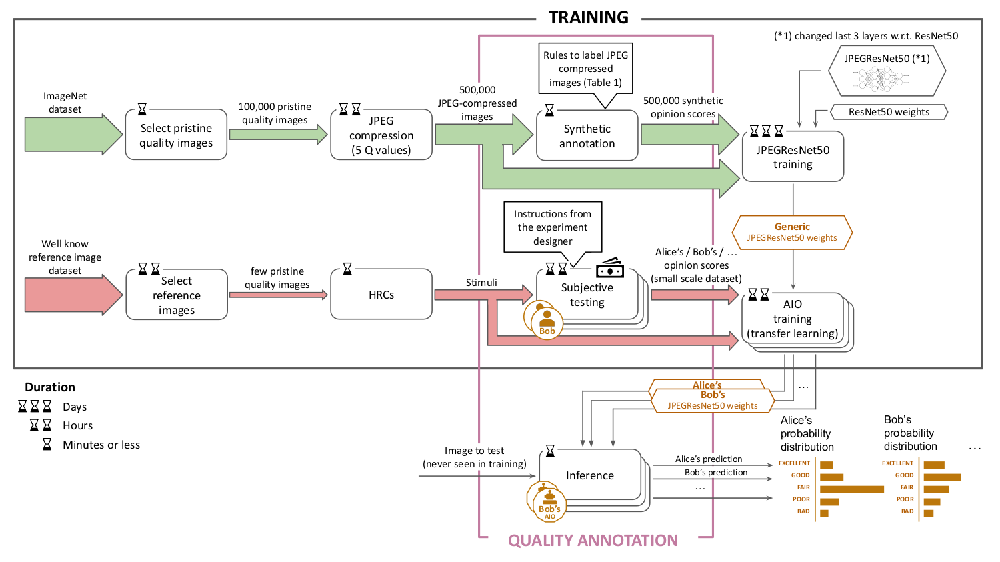 TRAINING
(*1) changed last 3 layers w.r.t. ResNet50
JPEGResNet50 (*1)
ResNet50 weights
Rules to label JPEG
compressed
images (Table 1)
ImageNet
dataset
Select pristine
quality images
100,000 pristine
quality images
JPEG
compression
(5 Q values)
500,000
JPEG-compressed
images
Synthetic
annotation
500,000 synthetic
opinion scores
JPEGResNet50
training
Generic
JPEGResNet50 weights
Instructions from
the experiment
designer
Well know
reference image
dataset
Select
reference
images
few pristine
quality images
HRCs
Stimuli
Subjective
testing
Bob
Alice’s / Bob’s / …
opinion scores
(small scale dataset)
AIO
training
(transfer learning)
Duration
Days
Hours
Minutes or less
…
Alice’s
Bob’s
JPEGResNet50 weights
Image to test
(never seen in training)
Inference
Bob’s
AIO
Alice’s prediction
Bob’s prediction
…
Alice’s
probability
distribution
EXCELLENT
GOOD
FAIR
POOR
BAD
Bob’s
probability
distribution
EXCELLENT
GOOD
FAIR
POOR
BAD
…
QUALITY ANNOTATION